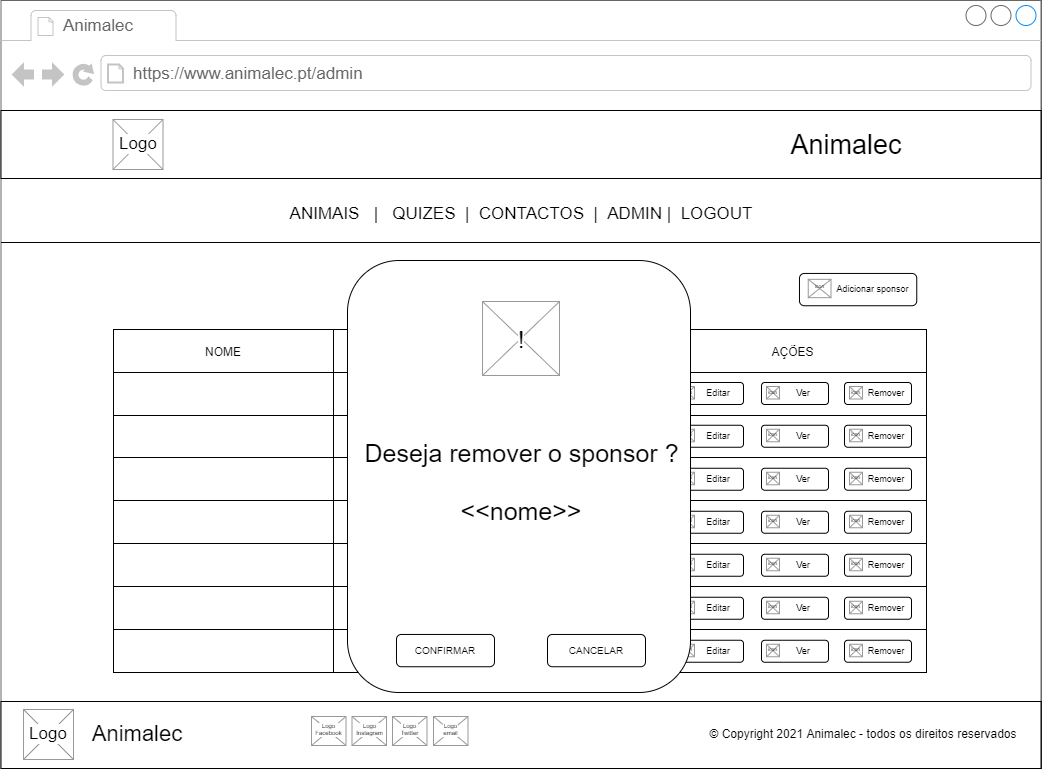 Animalec
https://www.animalec.pt/admin
Logo
Animalec
ANIMAIS | QUIZES | CONTACTOS | ADMIN | LOGOUT
Adicionar sponsor
NOME
AÇÕES
Editar Ver Remover
Editar Ver Remover
Editar Ver Remover
Editar Ver Remover
Editar Ver Remover
Editar Ver Remover
Editar Ver Remover
!
Deseja remover o sponsor ?
<<nome>>
CONFIRMAR
CANCELAR
Logo
Animalec
Logo
Facebook
Logo
Instagram
Logo
Twitter
Logo
email
© Copyright 2021 Animalec - todos os direitos reservados